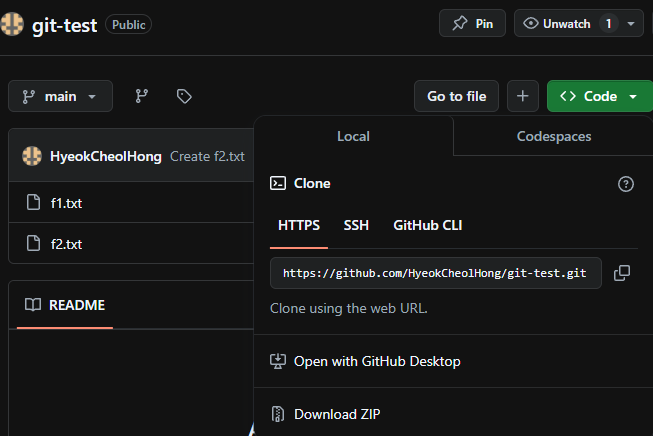 git-test Public Pin Unwatch 1
main Go to file + Code
Local Codespaces
HyeokCheolHong Create f2.txt
Clone
f1.txt
HTTPS SSH GitHub CLI
f2.txt
https://github.com/HyeokCheolHong/git-test.git
README
Clone using the web URL.
Open with GitHub Desktop
Download ZIP